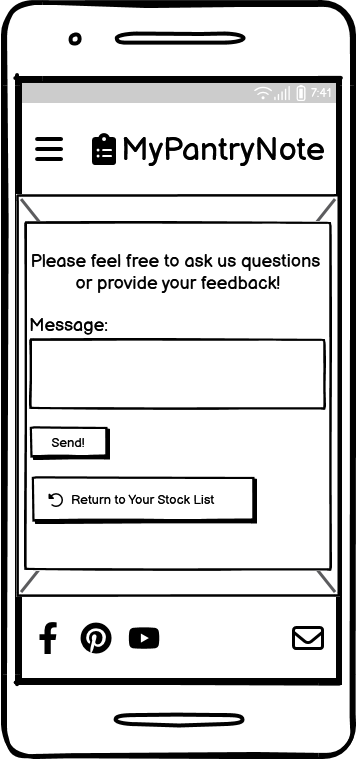 7:41
MyPantryNote
Please feel free to ask us questions
or provide your feedback!
Message:
Send!
Return to Your Stock List